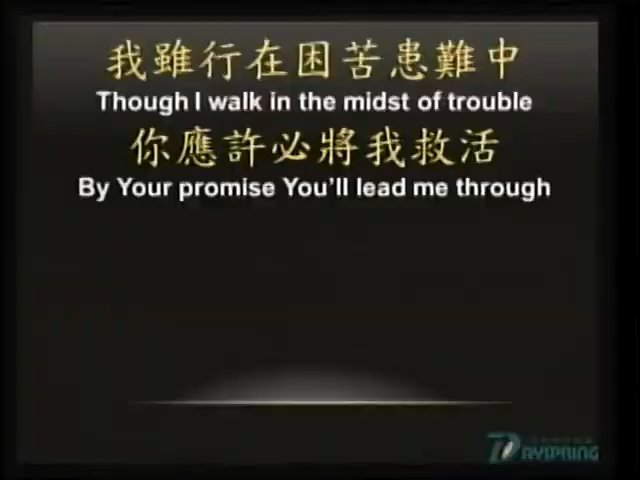 我雖行在困苦患難中
Though I walk in the midst of trouble
你應許必將我救活
By Your promise You'll lead me through
DAYSPRING